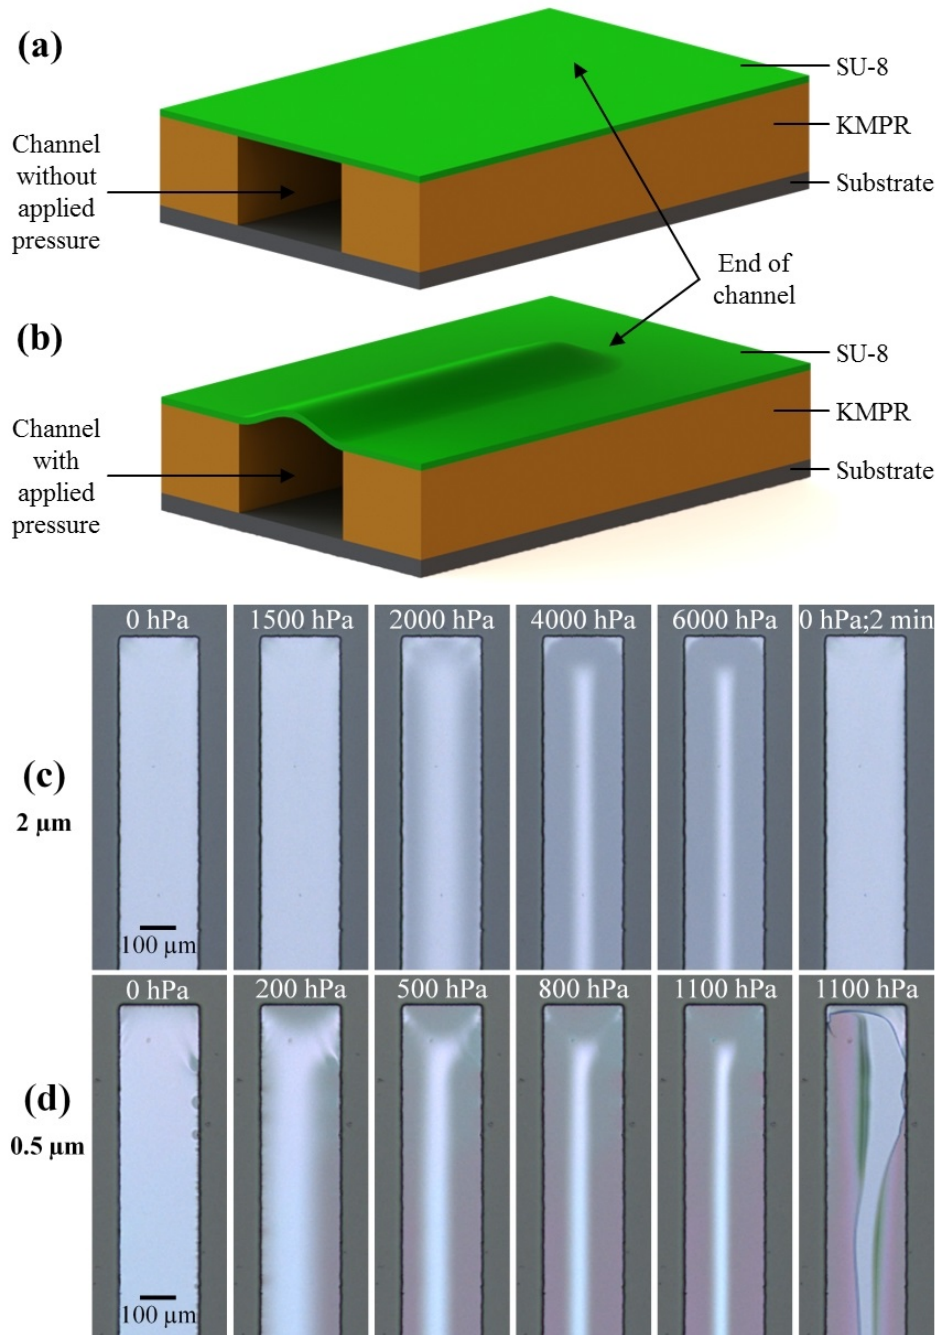 (a)
SU-8
KMPR
Substrate
Channel
without
applied
pressure
End of
channel
(b)
SU-8
KMPR
Substrate
Channel
with
applied
pressure
0 hPa
1500 hPa
2000 hPa
4000 hPa
6000 hPa
0 hPa;2 min
(c)
2 µm
100 µm
0 hPa
200 hPa
500 hPa
800 hPa
1100 hPa
1100 hPa
(d)
0.5 µm
100 µm